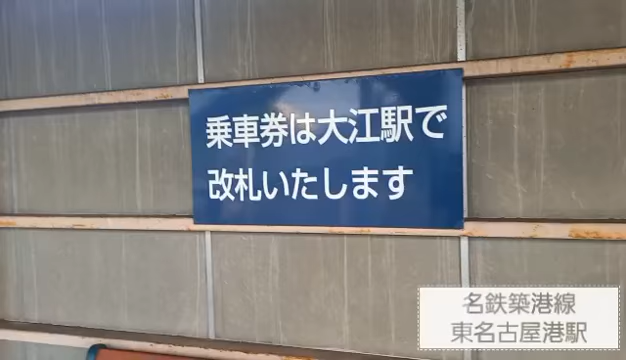 乗車券は大江駅で
改札いたします
名鉄築港線
東名古屋港駅